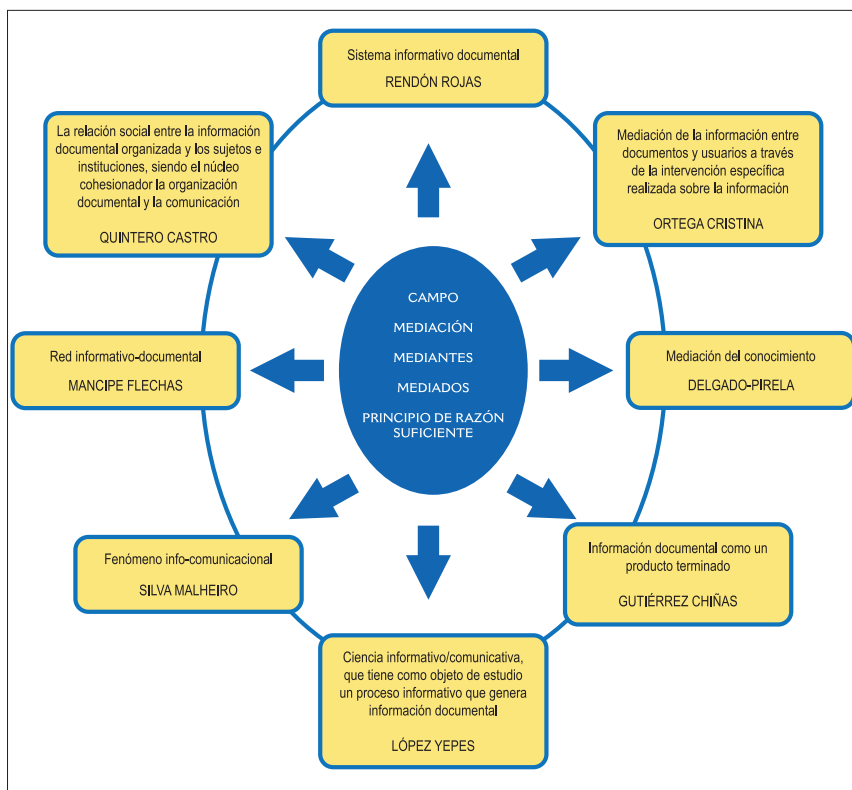 Sistema informativo documental
RENDÓN ROJAS
La relación social entre la información
documental organizada y los sujetos e
instituciones, siendo el núcleo
cohesionador la organización
documental y la comunicación
QUINTERO CASTRO
Mediación de la información entre
documentos y usuarios a través
de la intervención específica
realizada sobre la información
ORTEGA CRISTINA
CAMPO
MEDIACIÓN
MEDIANTES
MEDIADOS
PRINCIPIO DE RAZÓN
SUFICIENTE
Red informativo-documental
MANCIPE FLECHAS
Mediación del conocimiento
DELGADO-PIRELA
Fenómeno info-comunicacional
SILVA MALHEIRO
Información documental como un
producto terminado
GUTIÉRREZ CHIÑAS
Ciencia informativo/comunicativa,
que tiene como objeto de estudio
un proceso informativo que genera
información documental
LÓPEZ YEPES